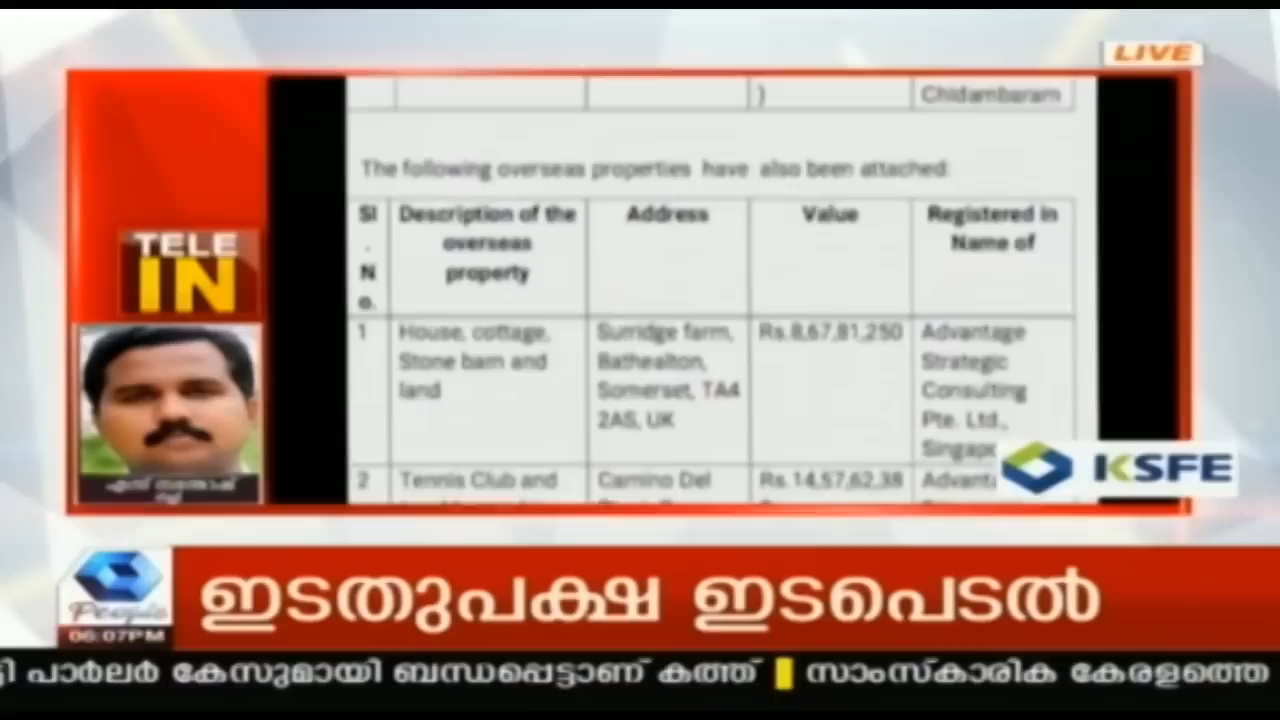 LIVE
)
Chidambaram
The following overseas properties have also been attached:
Sl
.
N
o.
Description of the
overseas
property
Address
Value
Registered in
Name of
1
House, cottage,
Stone barn and
land
Surridge farm,
Bathealton,
Somerset, TA4
2AS, UK
Rs.8,67,81,250
Advantage
Strategic
Consulting
Pte. Ltd.,
2
Tennis Club and
Camino Del
Rs.14,57,62,38
TELE
IN
KSFE
People
06:07PM
ഇടതുപക്ഷ ഇടപെടൽ
പാർലർ കേസുമായി ബന്ധപ്പെട്ടാണ് കത്ത് സാംസ്കാരിക കേരളത്തെ